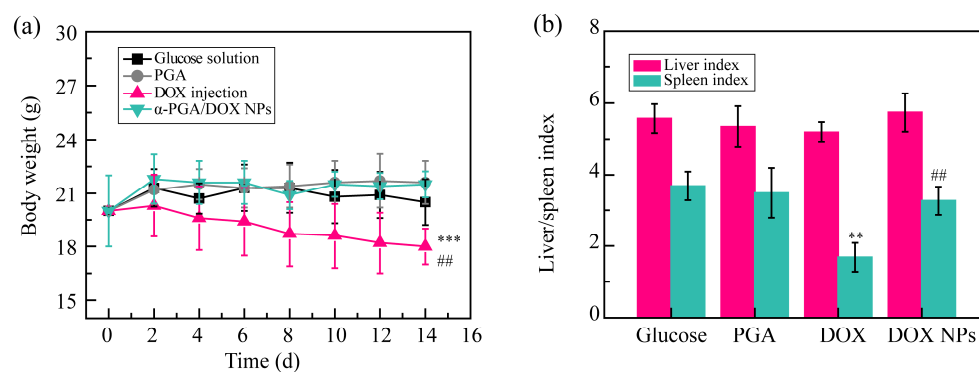 (a)
30
27
24
21
18
15
Body weight (g)
Glucose solution
PGA
DOX injection
α-PGA/DOX NPs
***
##
0 2 4 6 8 10 12 14 16
Time (d)
(b)
8
6
4
2
0
Liver/spleen index
Liver index
Spleen index
**
##
Glucose PGA DOX DOX NPs